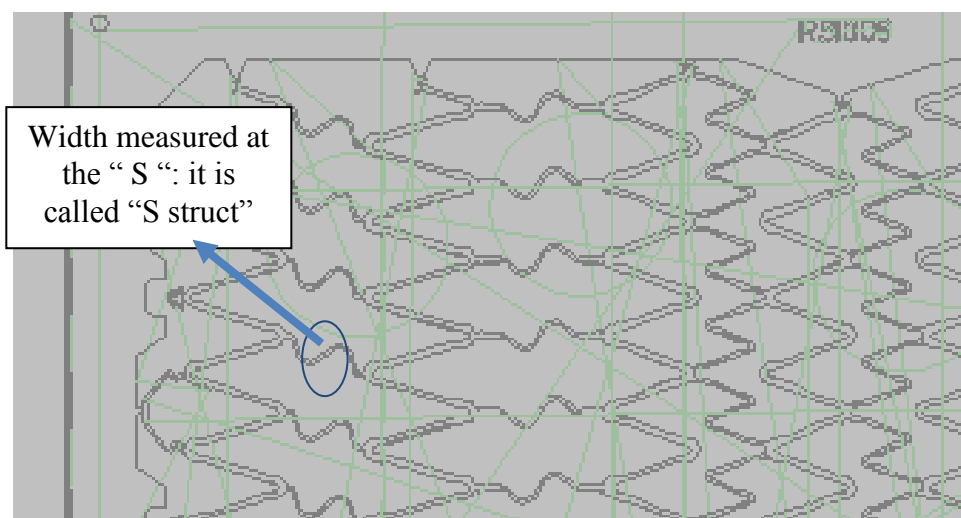 Width measured at
the “ S “: it is
called “S struct”